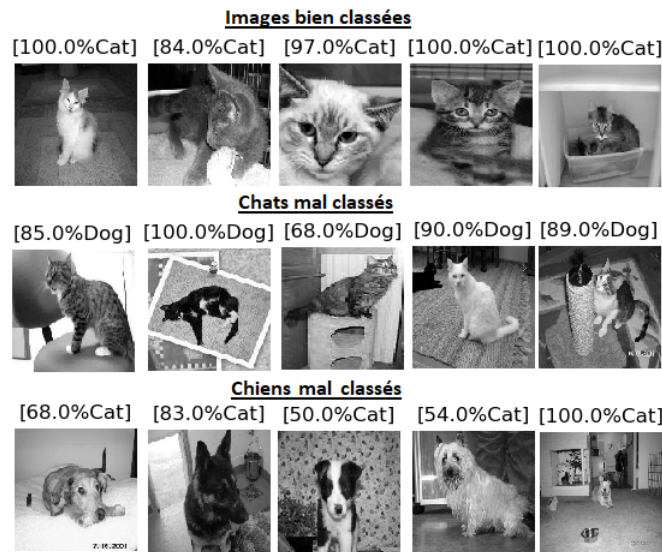 Images bien classées
[100.0%Cat] [84.0%Cat] [97.0%Cat] [100.0%Cat] [100.0%Cat]
Chats mal classés
[85.0%Dog] [100.0%Dog] [68.0%Dog] [90.0%Dog] [89.0%Dog]
Chiens mal classés
[68.0%Cat] [83.0%Cat] [50.0%Cat] [54.0%Cat] [100.0%Cat]